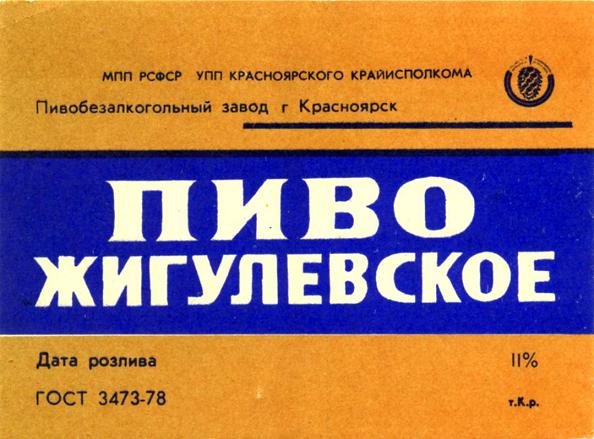 МПП РСФСР УПП КРАСНОЯРСКОГО КРАЙИСПОЛКОМА
Пивобезалкогольный завод г Красноярск
ПИВО
ЖИГУЛЕВСКОЕ
Дата розлива 11%
ГОСТ 3473-78 т.К.р.